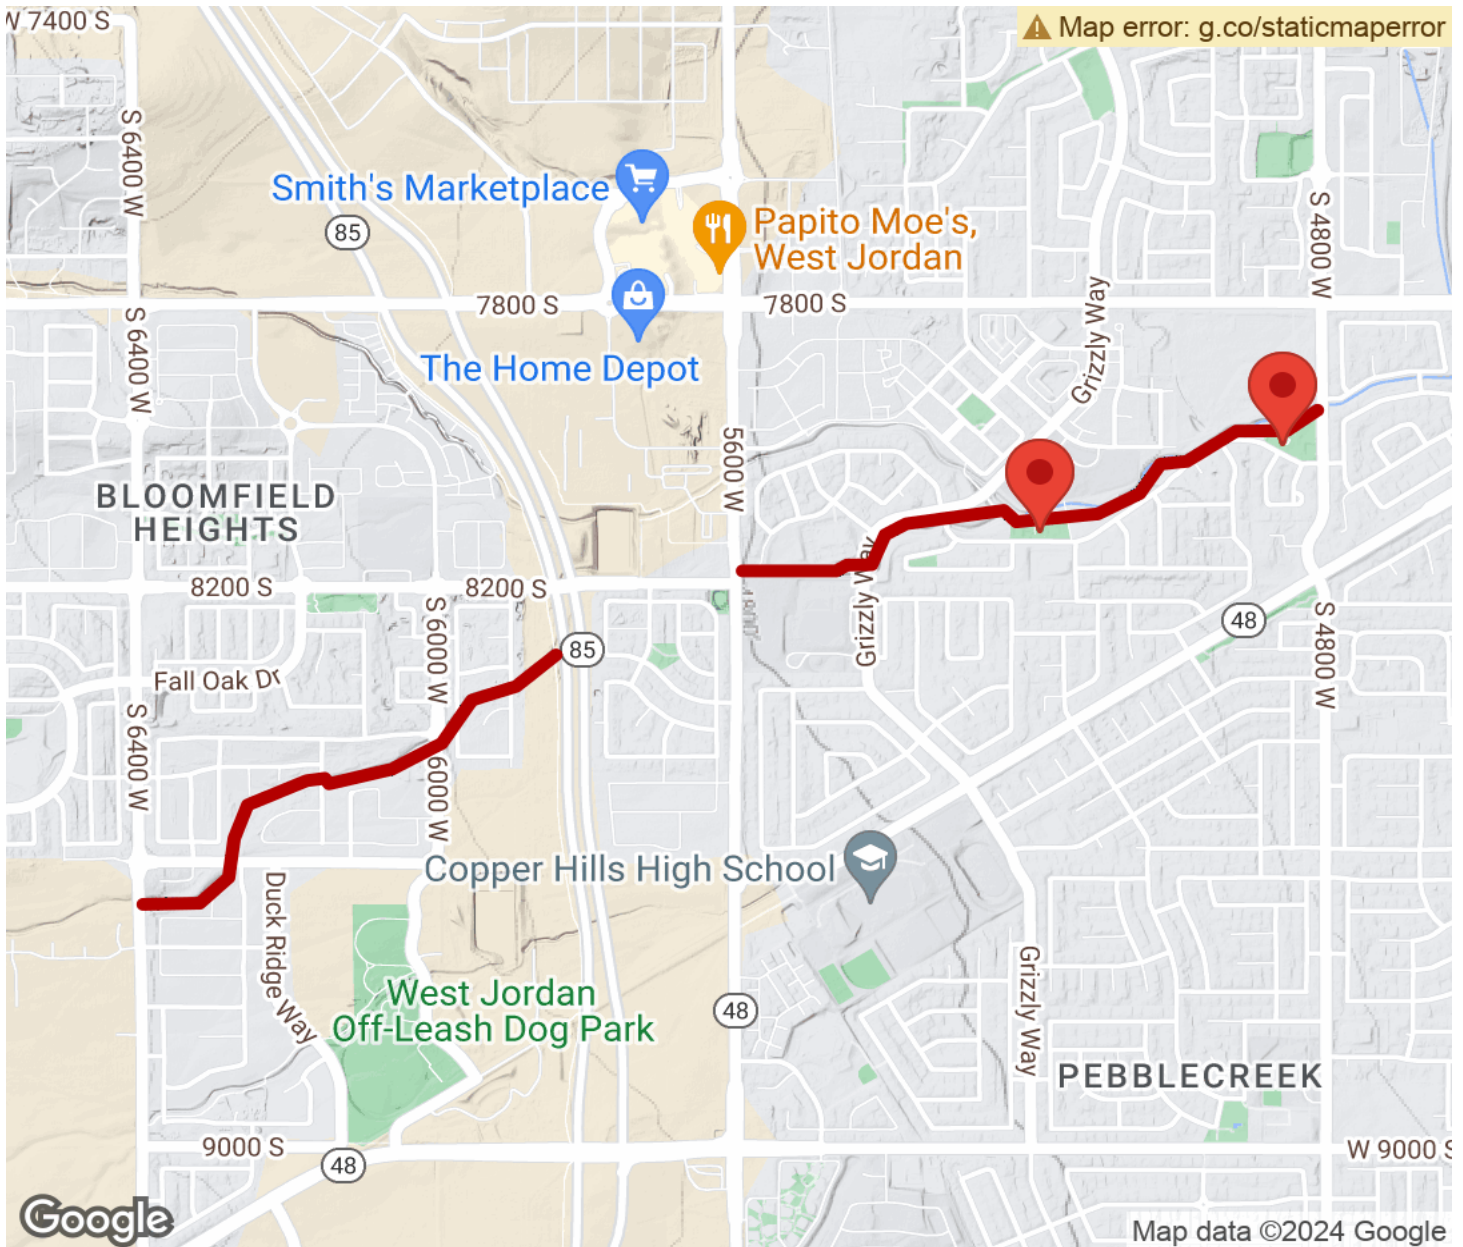 W 7400 S
Map error: g.co/staticmaperror
S 6400 W
Smith's Marketplace
85
Papito Moe's,
West Jordan
S 4800 W
7800 S
7800 S
Grizzly Way
S 6400 W
The Home Depot
5600 W
BLOOMFIELD
HEIGHTS
8200 S
8200 S
Grizzly Way
S 6000 W
48
S 4800 W
85
Fall Oak Dr
S 6400 W
6000 W
Copper Hills High School
Duck Ridge Way
Grizzly Way
West Jordan
Off-Leash Dog Park
48
PEBBLECREEK
9000 S
48
W 9000 S
Google
Map data ©2024 Google